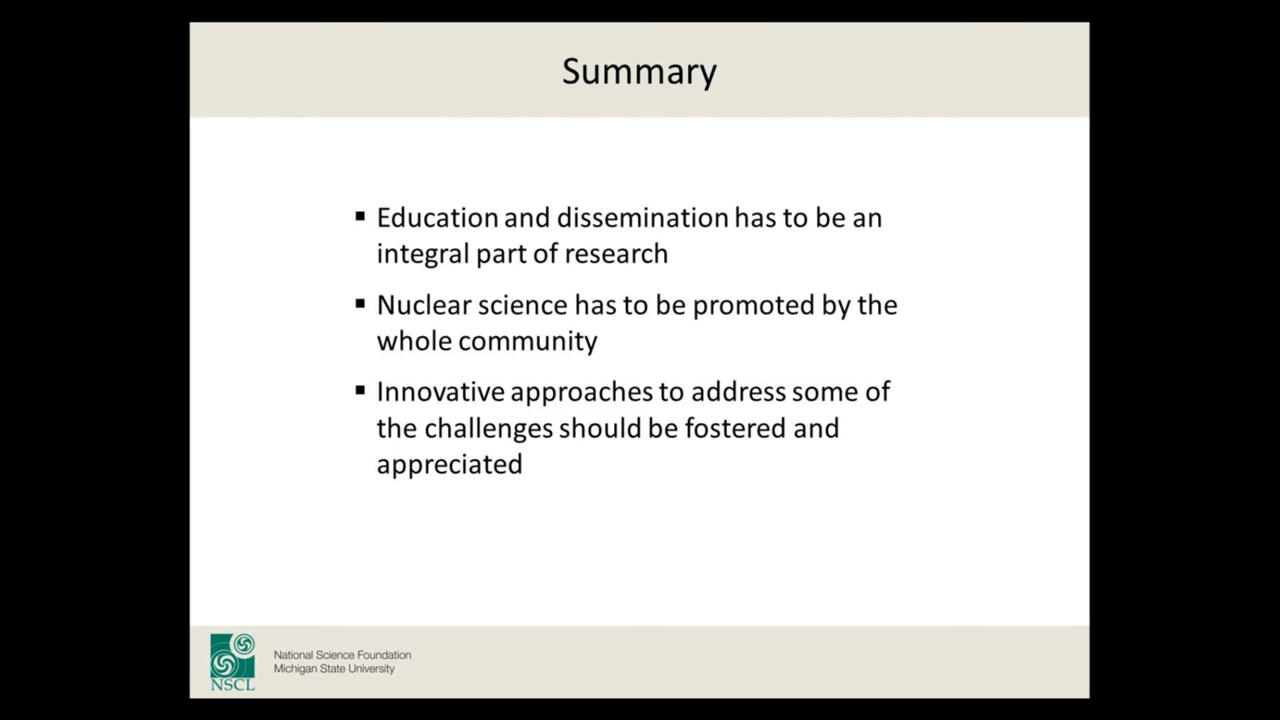 Summary
▪ Education and dissemination has to be an
integral part of research
▪ Nuclear science has to be promoted by the
whole community
▪ Innovative approaches to address some of
the challenges should be fostered and
appreciated
NSCL
National Science Foundation
Michigan State University